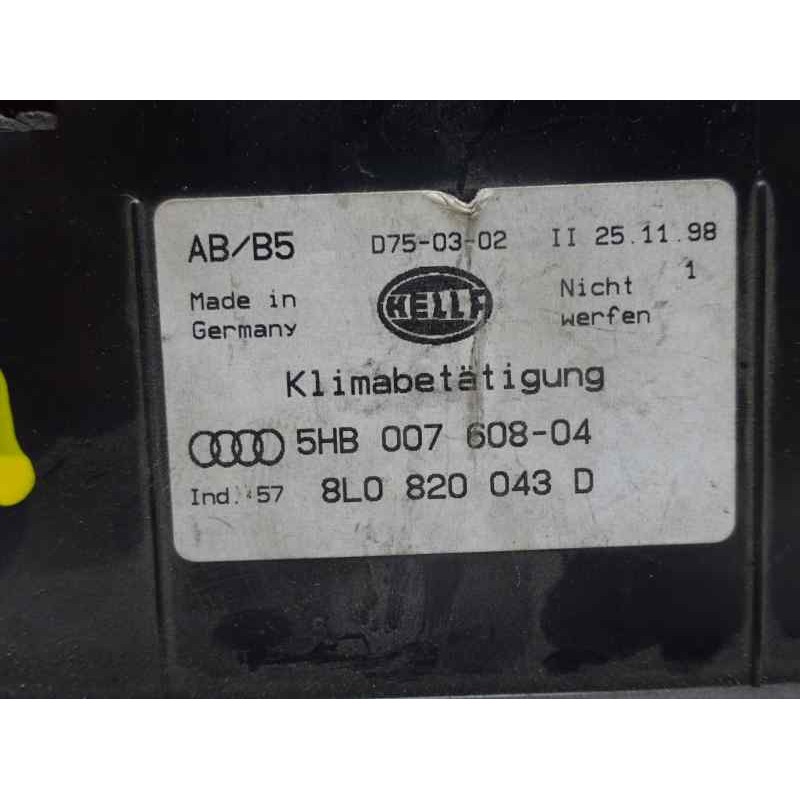 AB/B5 D75-03-02 II 25.11.98
Made in Germany
HELLA
Nicht werfen 1
Klimabetätigung
5HB 007 608-04
Ind. 57 8L0 820 043 D